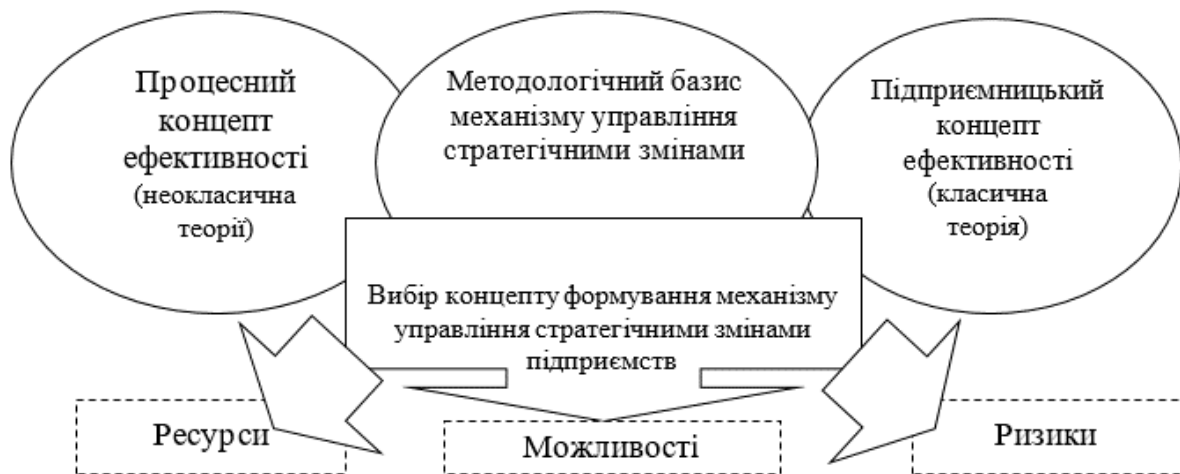 Процесний
концепт
ефективності
(неокласична
теорії)
Методологічний базис
механізму управління
стратегічними змінами
Підприємницький
концепт
ефективності
(класична
теорія)
Вибір концепту формування механізму
управління стратегічними змінами
підприємств
Ресурси
Можливості
Ризики